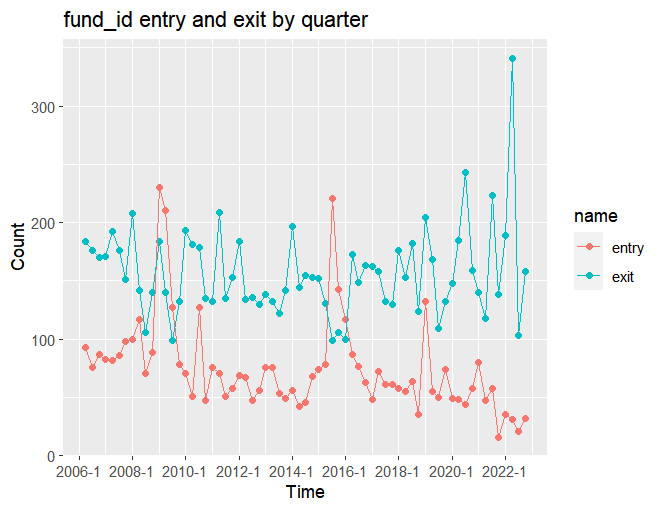 fund_id entry and exit by quarter
Count
300
200
100
0
2006-1 2008-1 2010-1 2012-1 2014-1 2016-1 2018-1 2020-1 2022-1
Time
name
entry
exit